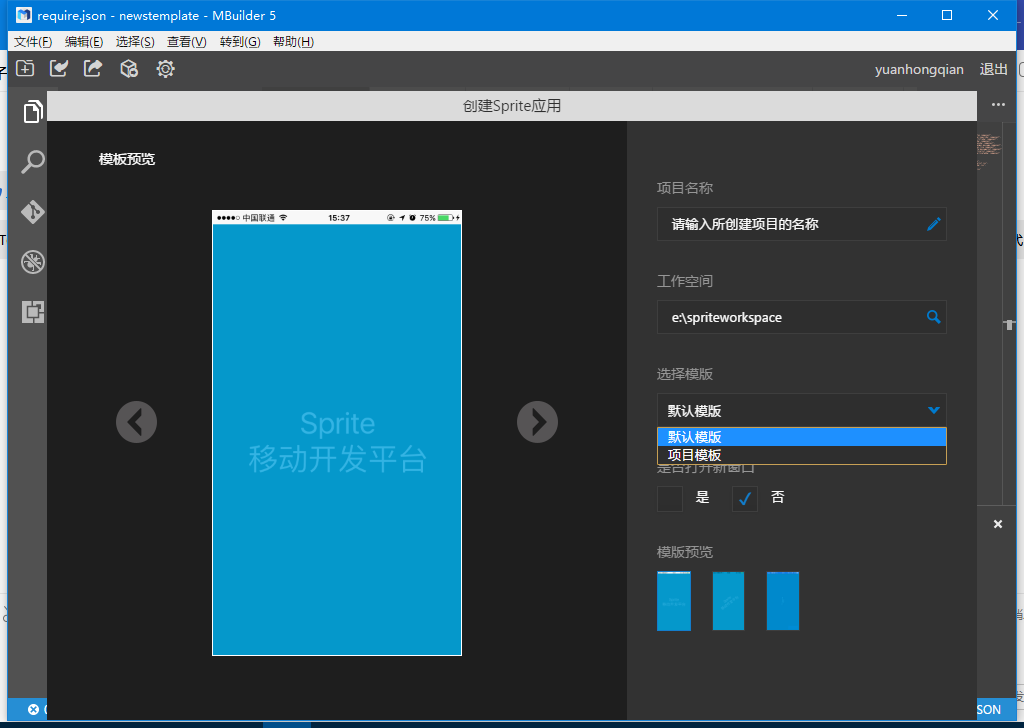 require.json - newstemplate - MBuilder 5
文件(F) 编辑(E) 选择(S) 查看(V) 转到(G) 帮助(H)
yuanhongqian 退出
创建Sprite应用
模板预览
中国联通 15:37 75%
Sprite
移动开发平台
项目名称
请输入所创建项目的名称
工作空间
e:\spriteworkspace
选择模版
默认模版
默认模版
项目模板
是否打开新窗口
是 否
模版预览
SON